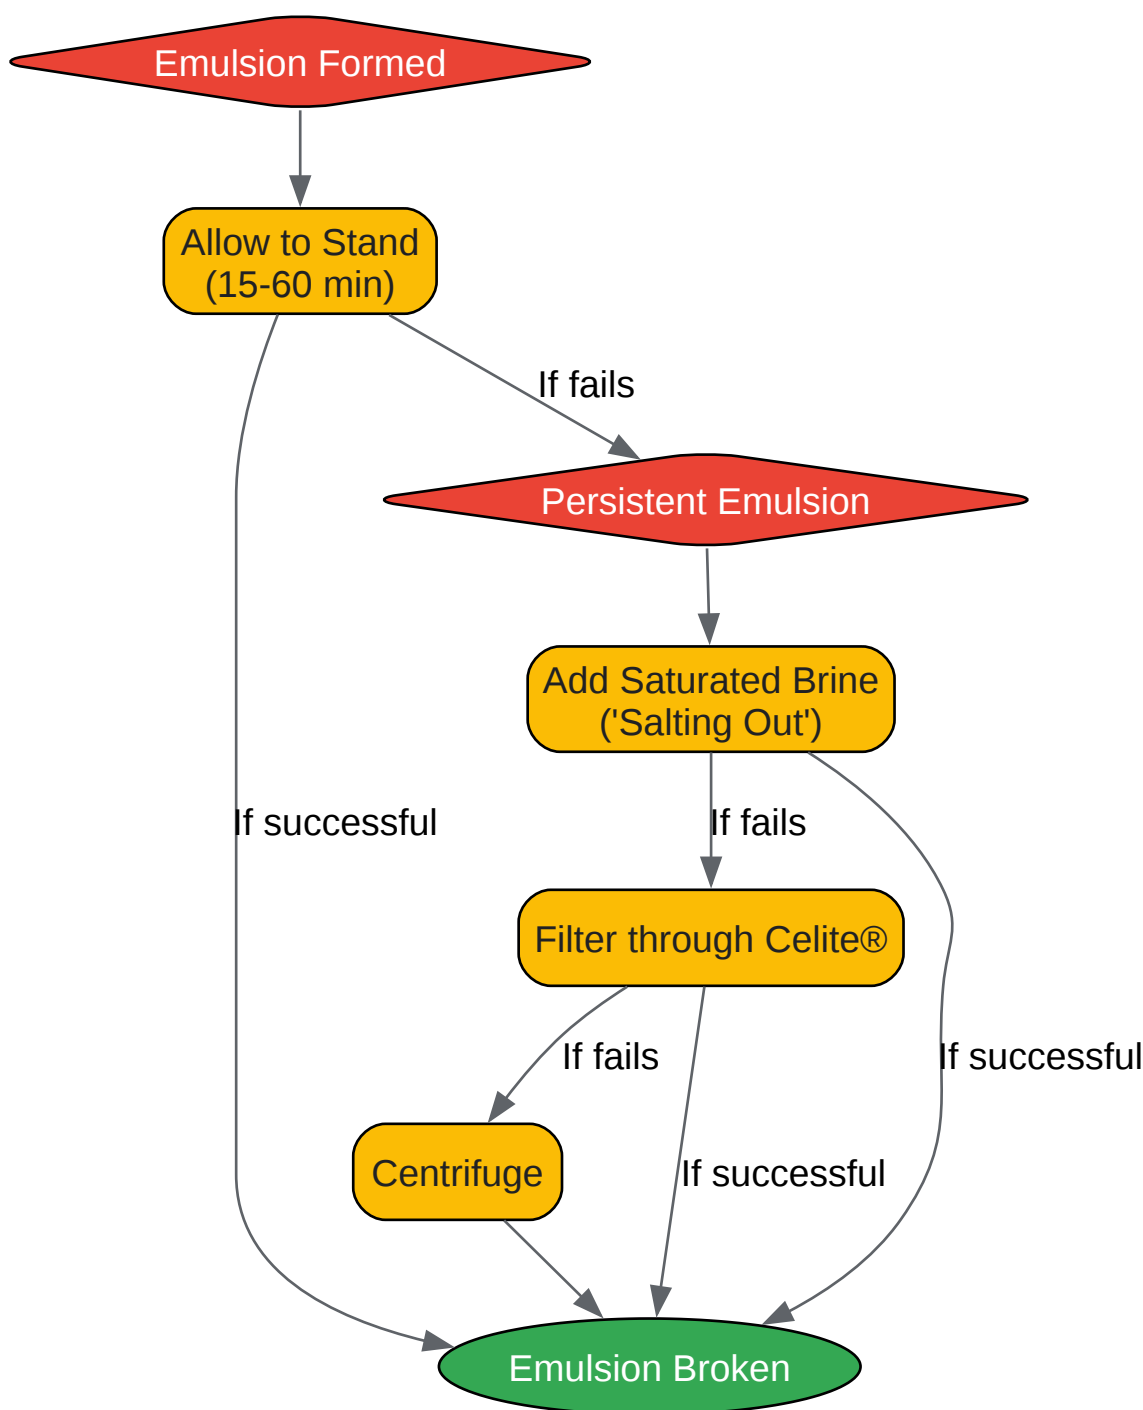 Emulsion Formed
Allow to Stand
(15-60 min)
If fails
Persistent Emulsion
Add Saturated Brine
('Salting Out')
If successful
If fails
Filter through Celite®
If fails
If successful
Centrifuge
If successful
Emulsion Broken